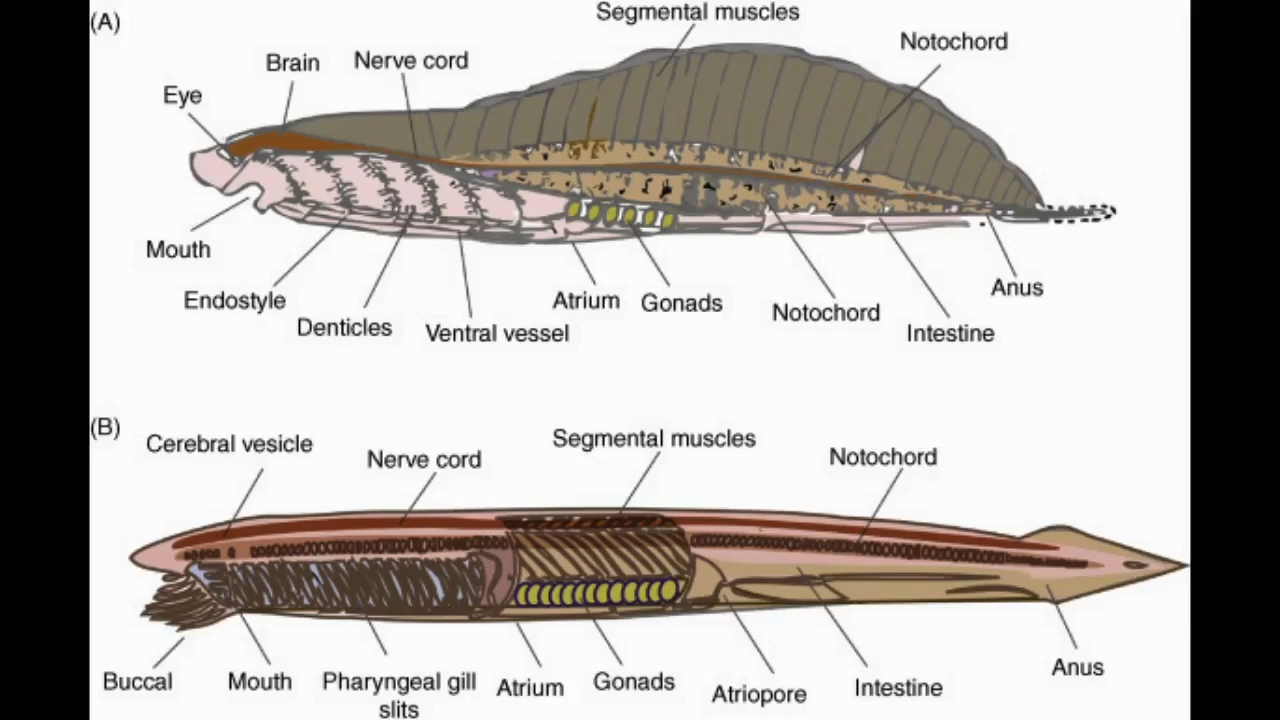 (A)
Segmental muscles
Notochord
Brain
Nerve cord
Eye
Mouth
Endostyle
Denticles
Ventral vessel
Atrium
Gonads
Notochord
Intestine
Anus
(B)
Cerebral vesicle
Nerve cord
Segmental muscles
Notochord
Buccal
Mouth
Pharyngeal gill
slits
Atrium
Gonads
Atriopore
Intestine
Anus